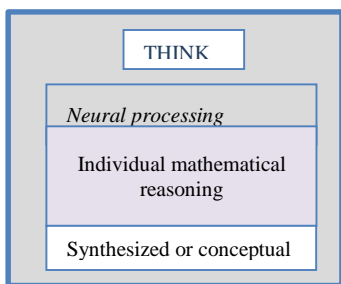 THINK
Neural processing
Individual mathematical
reasoning
Synthesized or conceptual